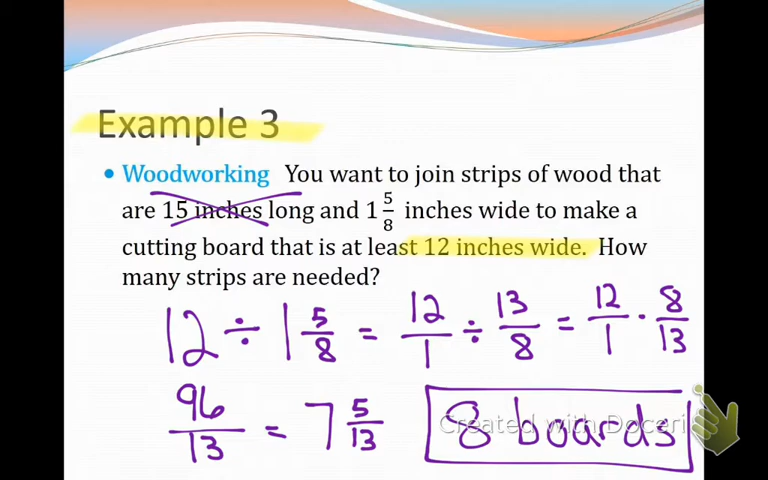 Example 3
• Woodworking You want to join strips of wood that
are 15 inches long and 1 5/8 inches wide to make a
cutting board that is at least 12 inches wide. How
many strips are needed?
12 ÷ 1 5/8 = 12/1 ÷ 13/8 = 12/1 · 8/13
96/13 = 7 5/13 8 boards
Created with Doceri